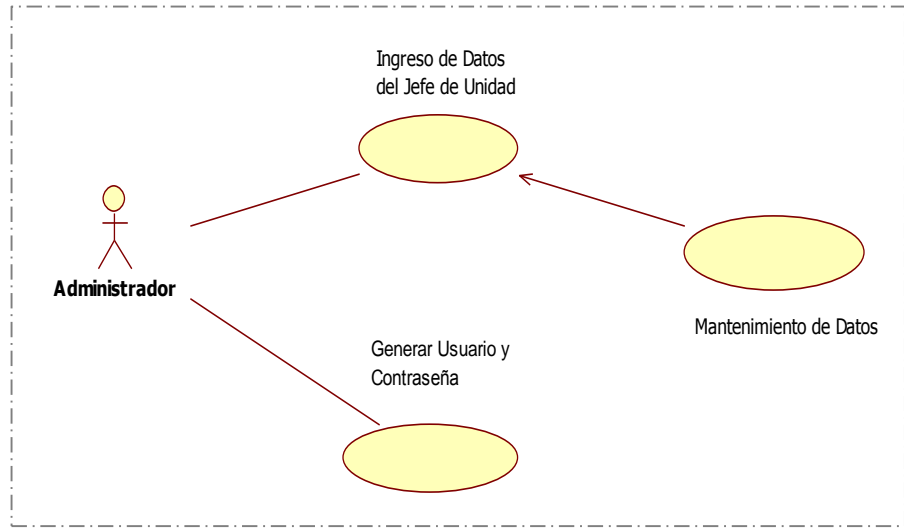 Ingreso de Datos
del Jefe de Unidad
Administrador
Mantenimiento de Datos
Generar Usuario y
Contraseña